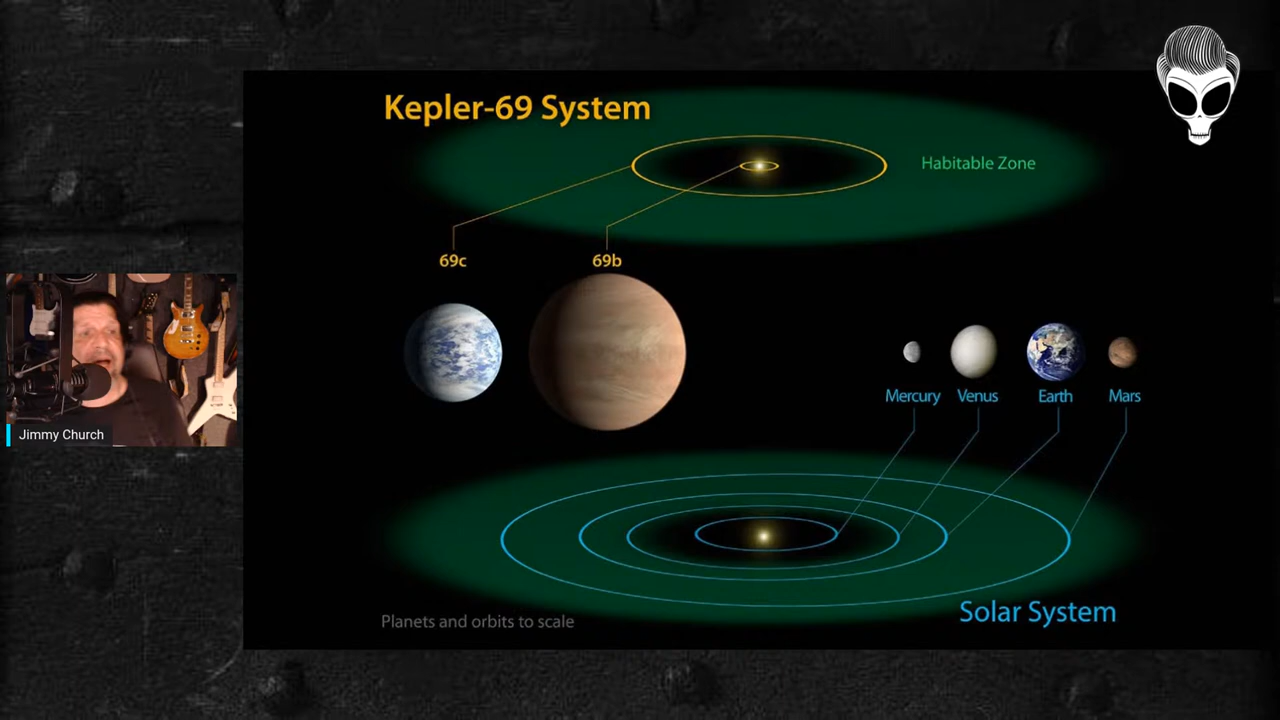 Kepler-69 System
Habitable Zone
69c
69b
Mercury
Venus
Earth
Mars
Jimmy Church
Planets and orbits to scale
Solar System